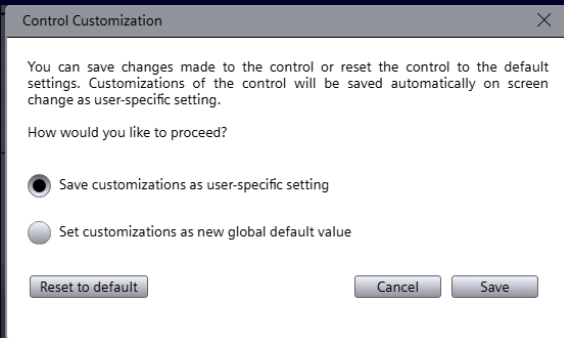 Control Customization
You can save changes made to the control or reset the control to the default
settings. Customizations of the control will be saved automatically on screen
change as user-specific setting.
How would you like to proceed?
Save customizations as user-specific setting
Set customizations as new global default value
Reset to default
Cancel
Save